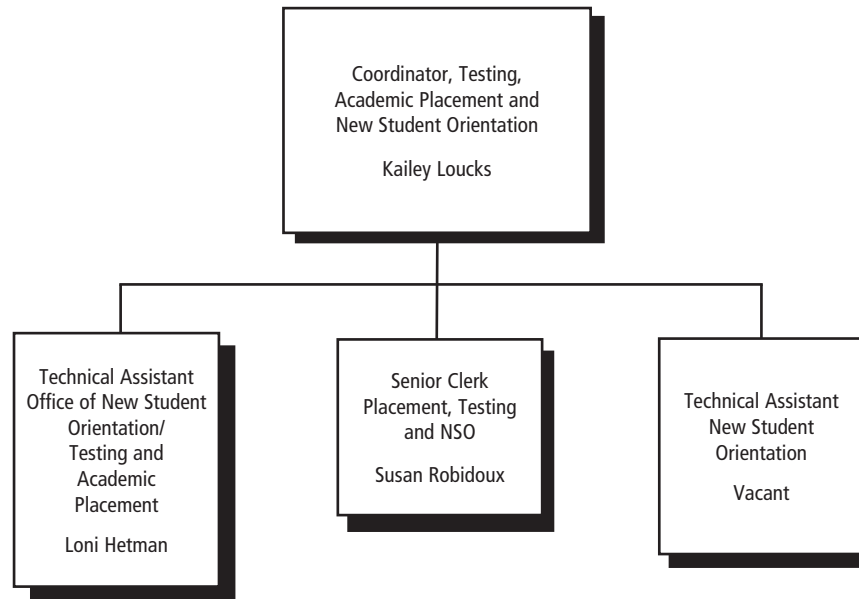 Coordinator, Testing,
Academic Placement and
New Student Orientation
Kailey Loucks
Technical Assistant
Office of New Student
Orientation/
Testing and
Academic
Placement
Loni Hetman
Senior Clerk
Placement, Testing
and NSO
Susan Robidoux
Technical Assistant
New Student
Orientation
Vacant